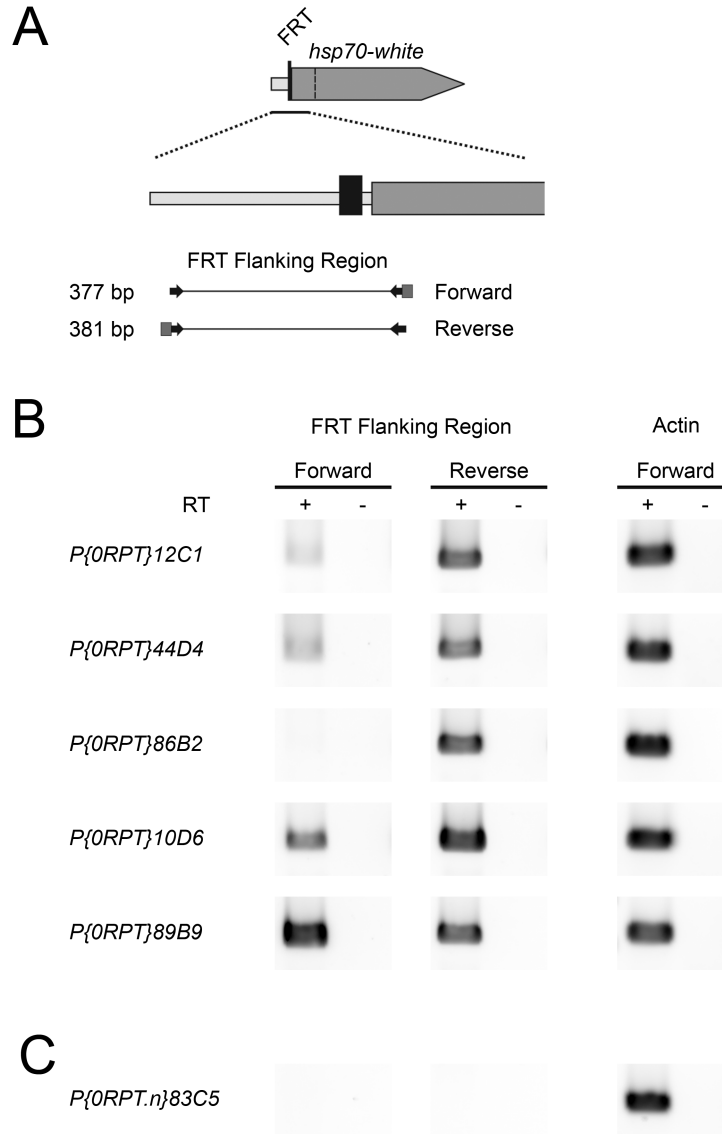 A
FRT
hsp70-white
FRT Flanking Region
377 bp Forward
381 bp Reverse
B
FRT Flanking Region Actin
Forward Reverse Forward
RT + - + - + -
P{0RPT}12C1
P{0RPT}44D4
P{0RPT}86B2
P{0RPT}10D6
P{0RPT}89B9
C
P{0RPT.n}83C5